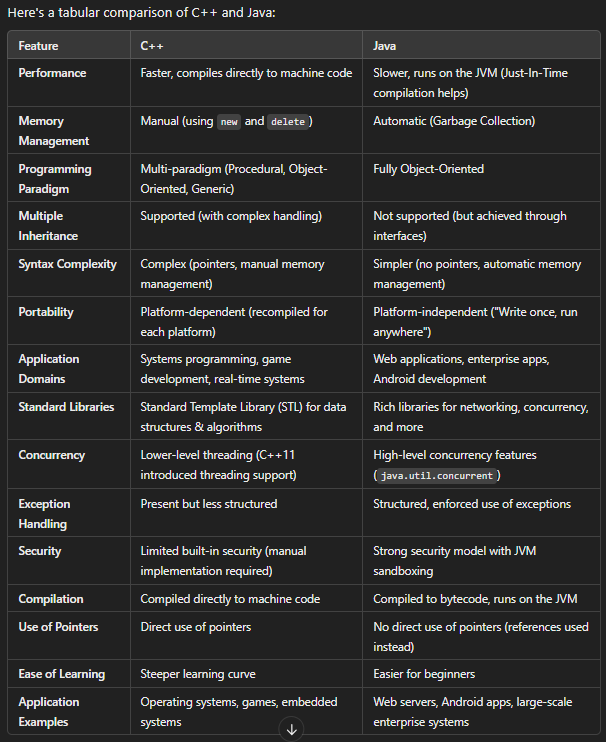 Here's a tabular comparison of C++ and Java:
Feature C++ Java
Performance Faster, compiles directly to machine code Slower, runs on the JVM (Just-In-Time
compilation helps)
Memory Manual (using new and delete) Automatic (Garbage Collection)
Management
Programming Multi-paradigm (Procedural, Object- Fully Object-Oriented
Paradigm Oriented, Generic)
Multiple Supported (with complex handling) Not supported (but achieved through
Inheritance interfaces)
Syntax Complexity Complex (pointers, manual memory Simpler (no pointers, automatic memory
management) management)
Portability Platform-dependent (recompiled for Platform-independent ("Write once, run
each platform) anywhere")
Application Systems programming, game Web applications, enterprise apps,
Domains development, real-time systems Android development
Standard Libraries Standard Template Library (STL) for data Rich libraries for networking, concurrency,
structures & algorithms and more
Concurrency Lower-level threading (C++11 High-level concurrency features
introduced threading support) (java.util.concurrent)
Exception Present but less structured Structured, enforced use of exceptions
Handling
Security Limited built-in security (manual Strong security model with JVM
implementation required) sandboxing
Compilation Compiled directly to machine code Compiled to bytecode, runs on the JVM
Use of Pointers Direct use of pointers No direct use of pointers (references used
instead)
Ease of Learning Steeper learning curve Easier for beginners
Application Operating systems, games, embedded Web servers, Android apps, large-scale
Examples systems enterprise systems